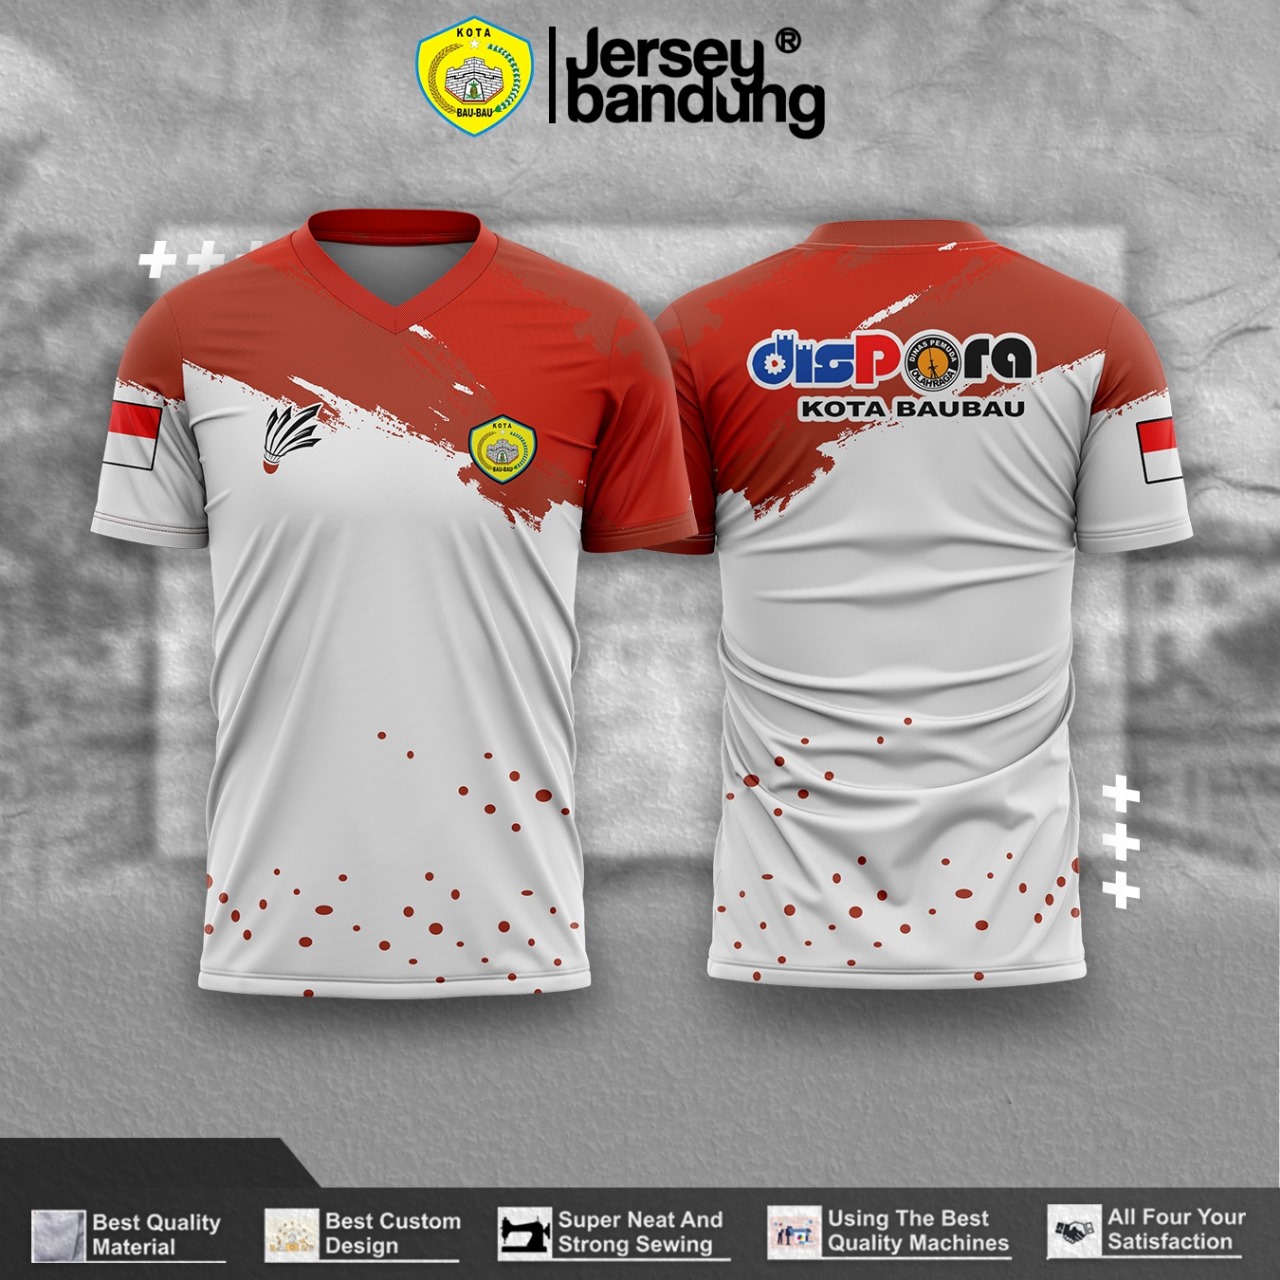 KOTA
BAU-BAU
Jersey®
bandung
KOTA
BAU-BAU
dispora
DINAS PEMUDA
OLAHRAGA
KOTA BAUBAU
Best Quality
Material
Best Custom
Design
Super Neat And
Strong Sewing
Using The Best
Quality Machines
All Four Your
Satisfaction